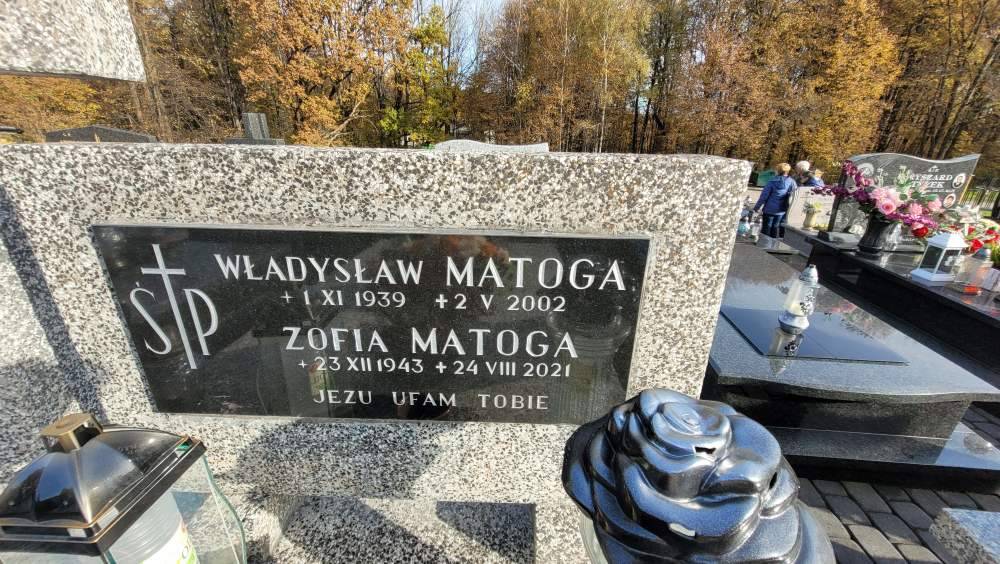 ŚP
WŁADYSŁAW MATOGA
+ 1 XI 1939 + 2 V 2002
ZOFIA MATOGA
+ 23 XII 1943 + 24 VIII 2021
JEZU UFAM TOBIE
RYSZARD